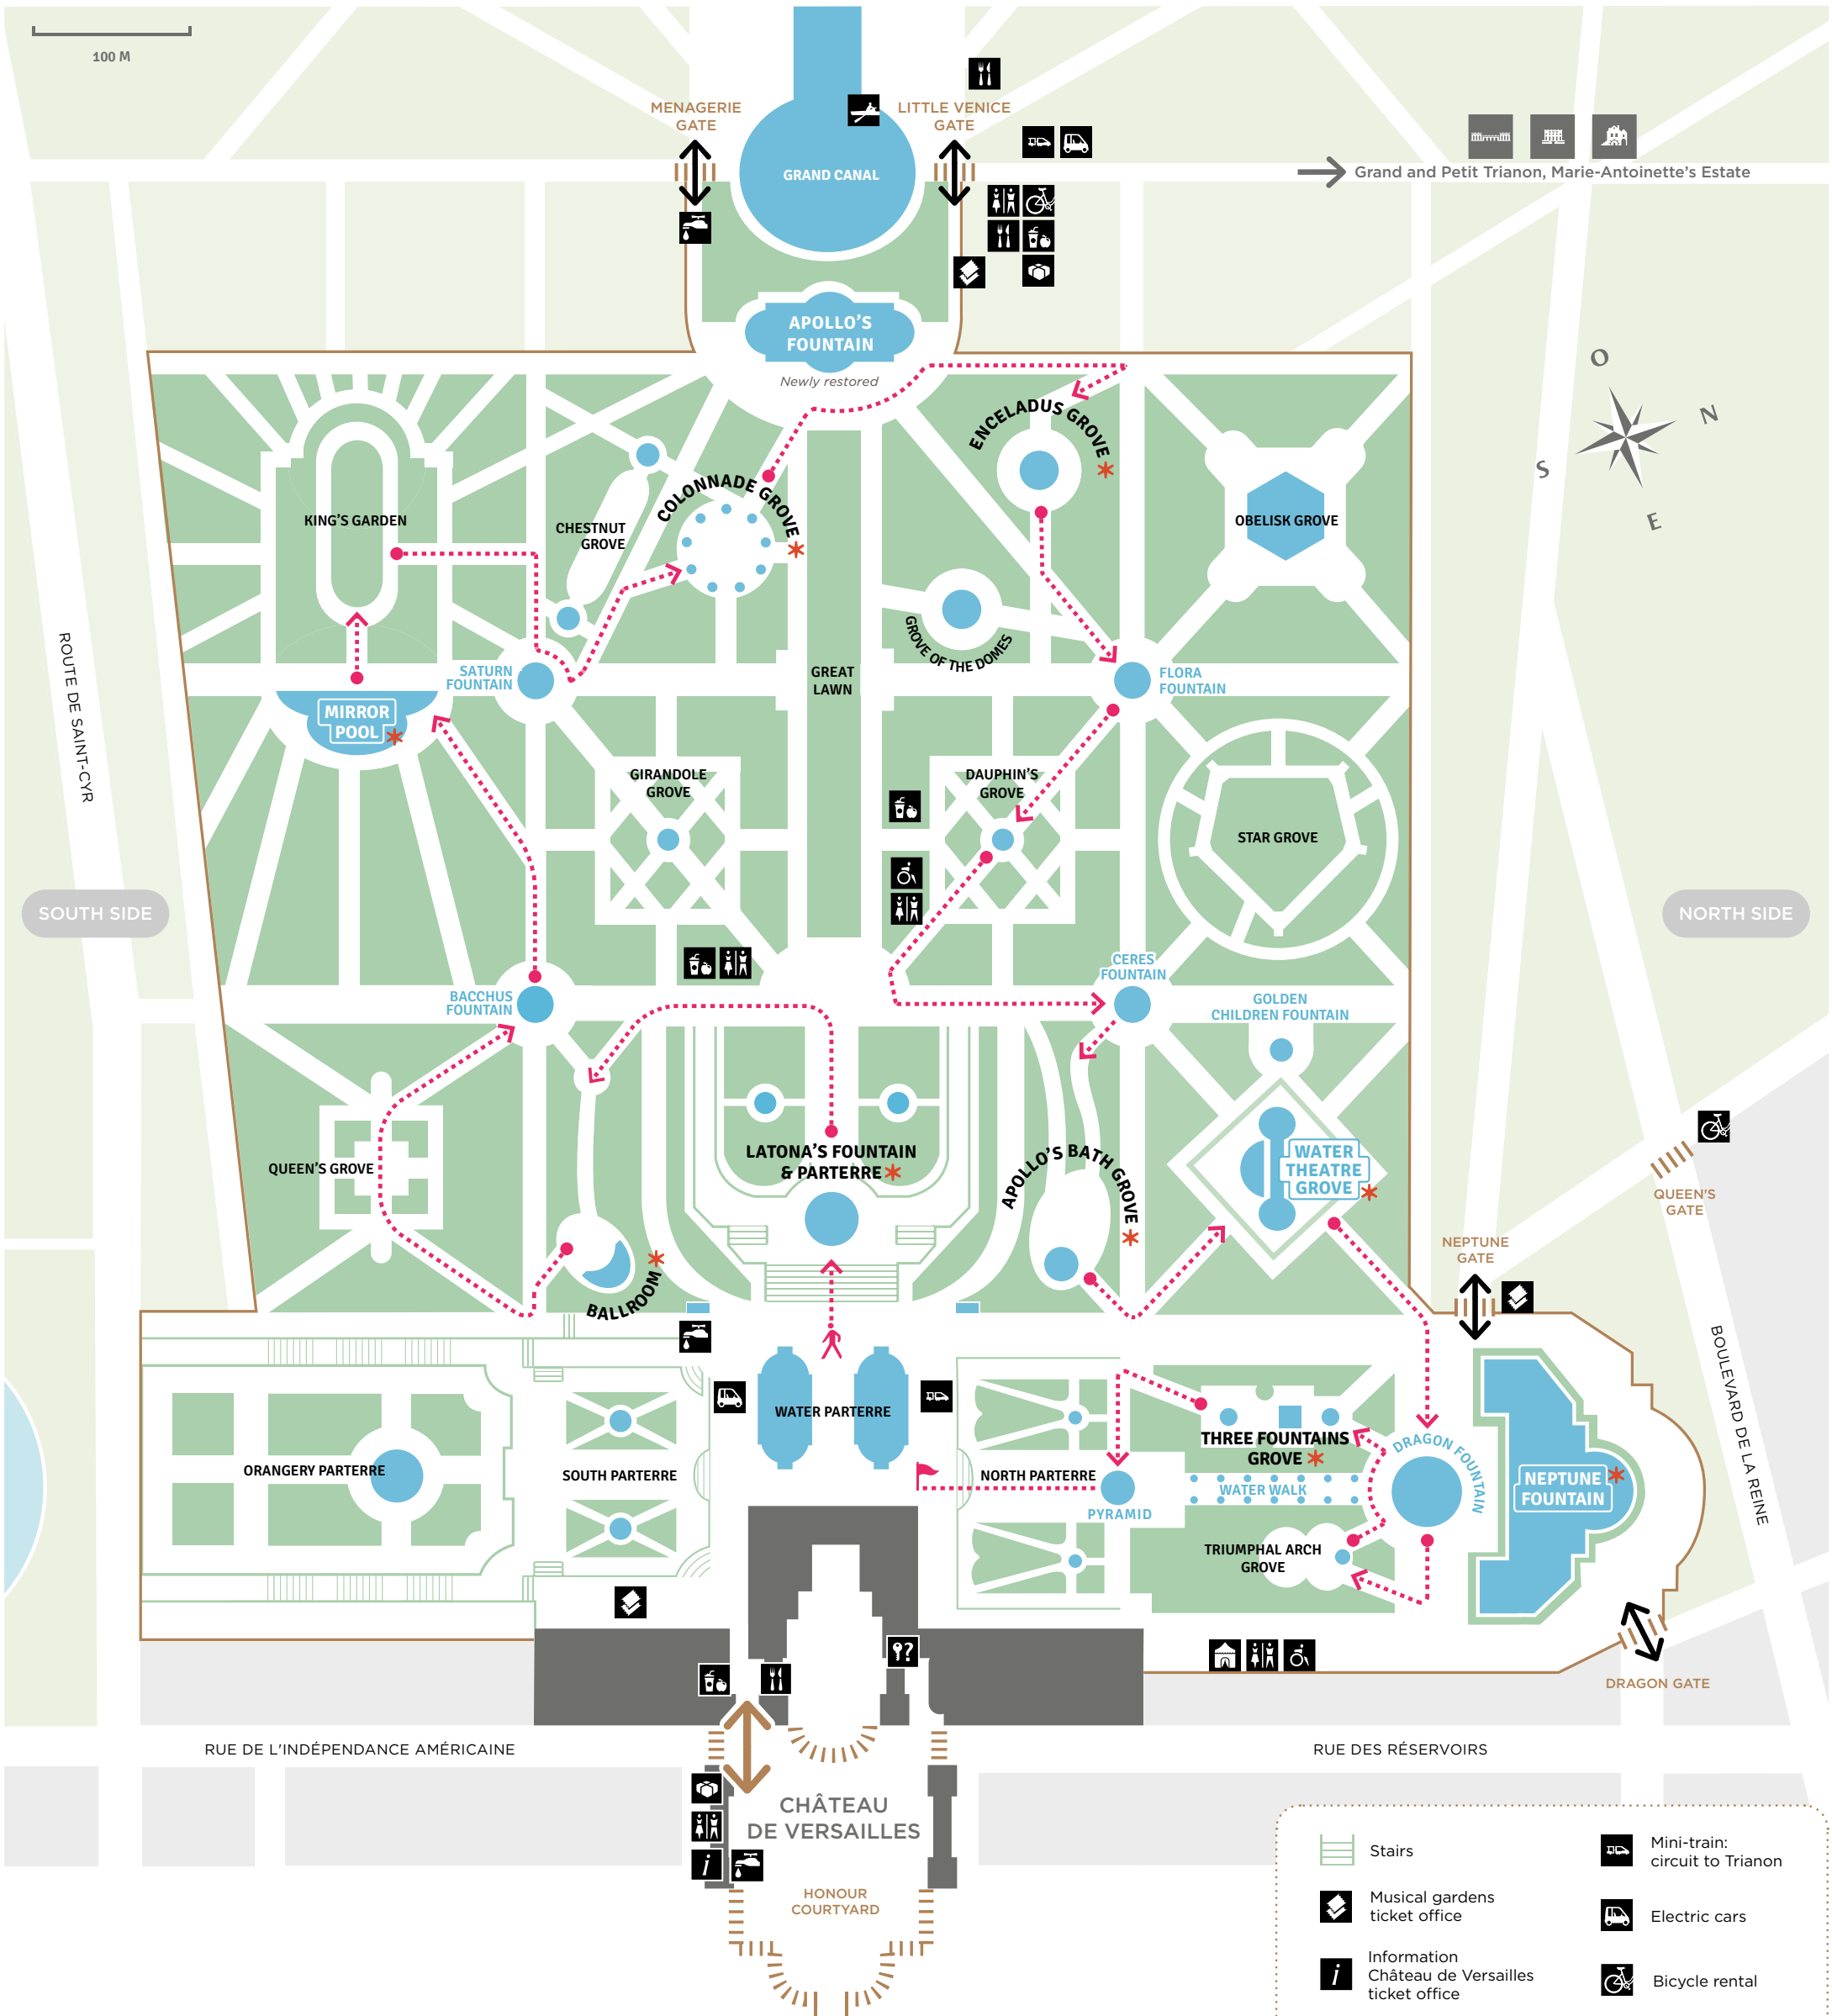 100 M
MENAGERIE
GATE
LITTLE VENICE
GATE
GRAND CANAL
Grand and Petit Trianon, Marie-Antoinette's Estate
APOLLO'S
FOUNTAIN
Newly restored
O
N
S
E
ENCELADUS GROVE
COLONNADE GROVE
KING'S GARDEN
CHESTNUT
GROVE
OBELISK GROVE
GROVE OF THE DOMES
ROUTE DE SAINT-CYR
SATURN
FOUNTAIN
GREAT
LAWN
FLORA
FOUNTAIN
MIRROR
POOL
GIRANDOLE
GROVE
DAUPHIN'S
GROVE
STAR GROVE
SOUTH SIDE
NORTH SIDE
BACCHUS
FOUNTAIN
CERES
FOUNTAIN
GOLDEN
CHILDREN FOUNTAIN
QUEEN'S GROVE
LATONA'S FOUNTAIN
& PARTERRE
APOLLO'S BATH GROVE
WATER
THEATRE
GROVE
QUEEN'S
GATE
NEPTUNE
GATE
BALLROOM
BOULEVARD DE LA REINE
WATER PARTERRE
ORANGERY PARTERRE
SOUTH PARTERRE
NORTH PARTERRE
THREE FOUNTAINS
GROVE
DRAGON FOUNTAIN
NEPTUNE
FOUNTAIN
WATER WALK
PYRAMID
TRIUMPHAL ARCH
GROVE
?
DRAGON GATE
RUE DE L'INDÉPENDANCE AMÉRICAINE
RUE DES RÉSERVOIRS
CHÂTEAU
DE VERSAILLES
i
HONOUR
COURTYARD
Stairs
Mini-train:
circuit to Trianon
Musical gardens
ticket office
Electric cars
i
Information
Château de Versailles
ticket office
Bicycle rental